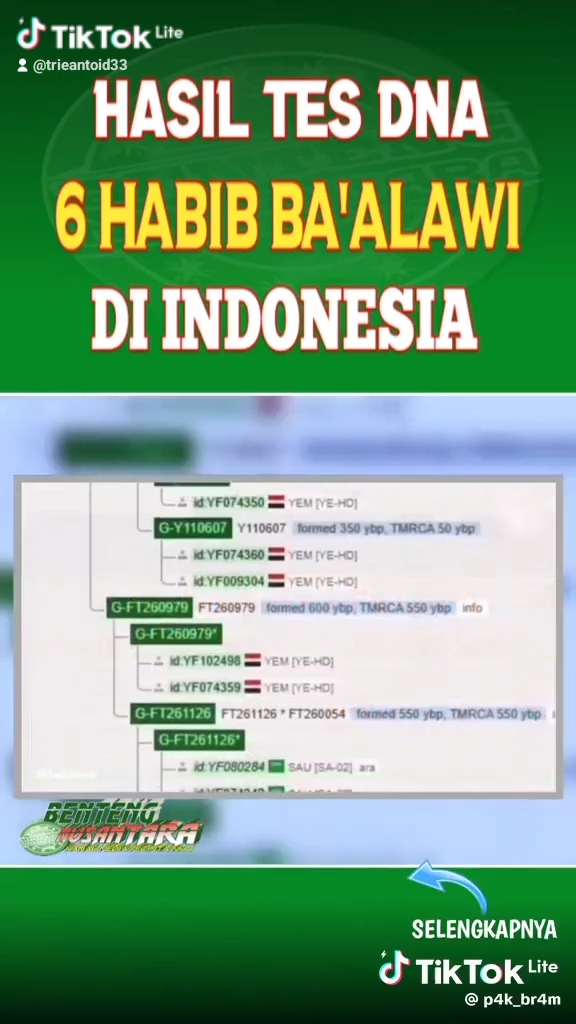 TikTok Lite
@trieantoid33
HASIL TES DNA
6 HABIB BA'ALAWI
DI INDONESIA
id:YF074350 YEM [YE-HD]
G-Y110607 Y110607 formed 350 ybp, TMRCA 50 ybp
id:YF074360 YEM [YE-HD]
id:YF009304 YEM [YE-HD]
G-FT260979 FT260979 formed 600 ybp, TMRCA 550 ybp info
G-FT260979*
id:YF102498 YEM [YE-HD]
id:YF074359 YEM [YE-HD]
G-FT261126 FT261126 * FT260054 formed 550 ybp, TMRCA 550 ybp
G-FT261126*
id:YF080284 SAU [SA-02] ara
BENTENG
NUSANTARA
SELENGKAPNYA
TikTok Lite
@ p4k_br4m